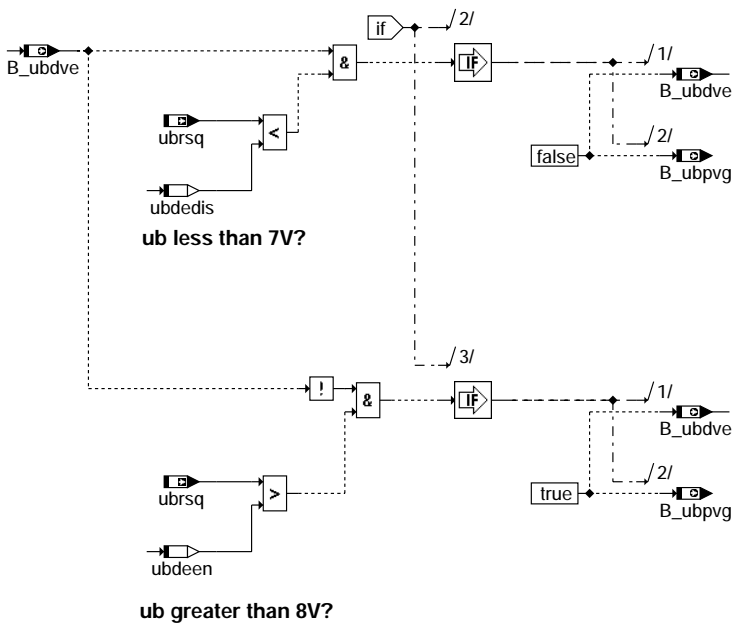 if
2/
B_ubdve
&
IF
1/
B_ubdve
ubrsq
<
false
2/
B_ubpvg
ubdedis
ub less than 7V?
3/
!
&
IF
1/
B_ubdve
ubrsq
>
true
2/
B_ubpvg
ubdeen
ub greater than 8V?